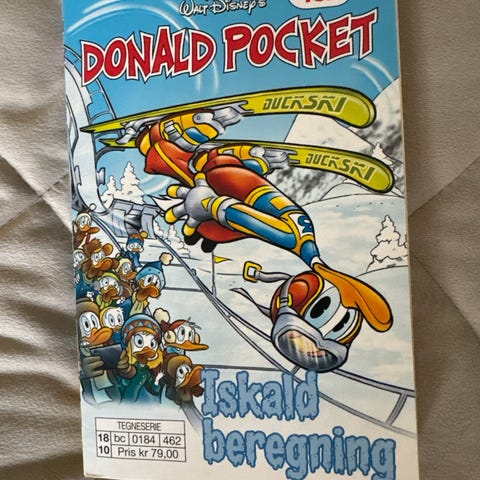 Walt Disney's
DONALD POCKET
DUCKSKI
DUCKSKI
Iskald
beregning
TEGNESERIE
18 bc 0184 462
10 Pris kr 79,00